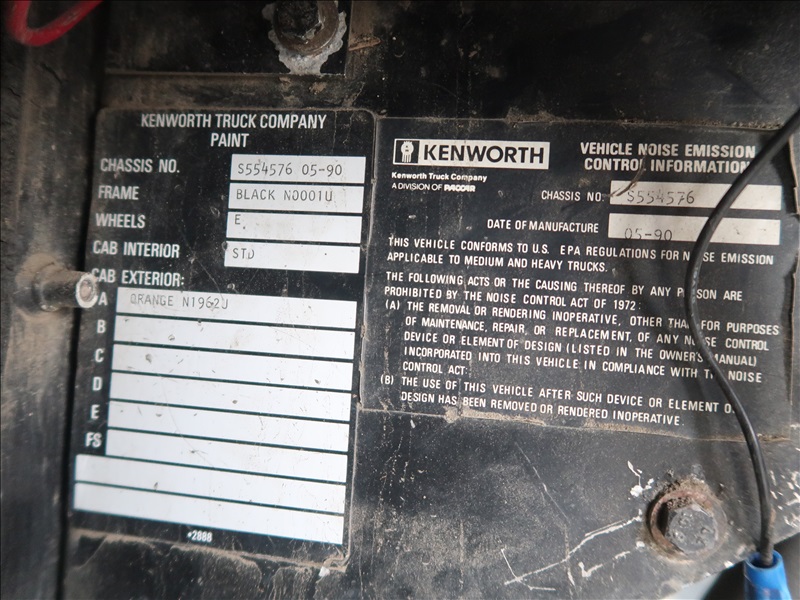 KENWORTH TRUCK COMPANY
PAINT
CHASSIS NO. S554576 05-90
FRAME BLACK N0001U
WHEELS E
CAB INTERIOR STD
CAB EXTERIOR:
A ORANGE N1962U
B
C
D
E
FS
*2888
KENWORTH
Kenworth Truck Company
A DIVISION OF PACCAR
VEHICLE NOISE EMISSION
CONTROL INFORMATION
CHASSIS NO. S554576
DATE OF MANUFACTURE 05-90
THIS VEHICLE CONFORMS TO U.S. EPA REGULATIONS FOR NOISE EMISSION
APPLICABLE TO MEDIUM AND HEAVY TRUCKS.
THE FOLLOWING ACTS OR THE CAUSING THEREOF BY ANY PERSON ARE
PROHIBITED BY THE NOISE CONTROL ACT OF 1972:
(A) THE REMOVAL OR RENDERING INOPERATIVE, OTHER THAN FOR PURPOSES
OF MAINTENANCE, REPAIR, OR REPLACEMENT, OF ANY NOISE CONTROL
DEVICE OR ELEMENT OF DESIGN (LISTED IN THE OWNER'S MANUAL)
INCORPORATED INTO THIS VEHICLE IN COMPLIANCE WITH THE NOISE
CONTROL ACT:
(B) THE USE OF THIS VEHICLE AFTER SUCH DEVICE OR ELEMENT OF
DESIGN HAS BEEN REMOVED OR RENDERED INOPERATIVE.